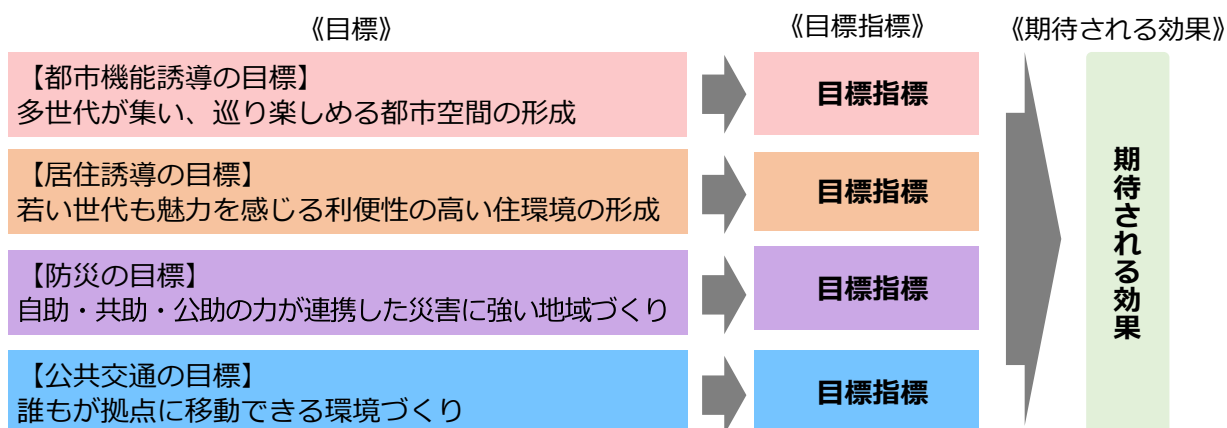 《目標》
《目標指標》
《期待される効果》
【都市機能誘導の目標】
多世代が集い、巡り楽しめる都市空間の形成
目標指標
【居住誘導の目標】
若い世代も魅力を感じる利便性の高い住環境の形成
目標指標
【防災の目標】
自助・共助・公助の力が連携した災害に強い地域づくり
目標指標
【公共交通の目標】
誰もが拠点に移動できる環境づくり
目標指標
期待される効果